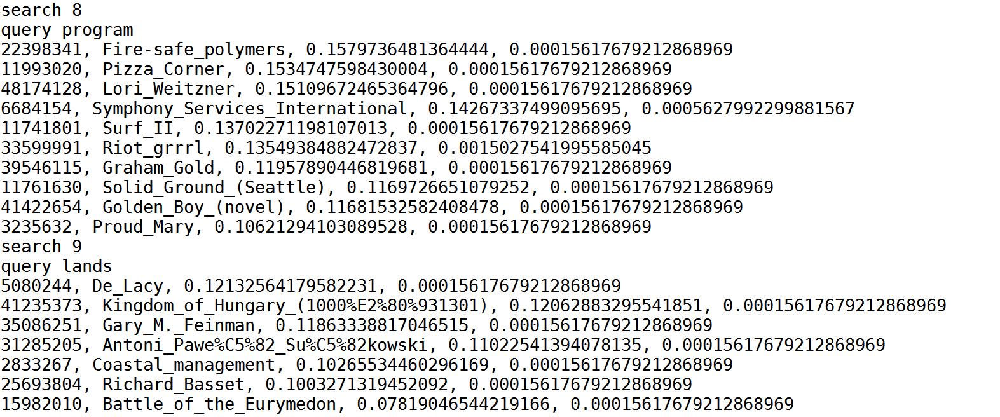 search 8
query program
22398341, Fire-safe_polymers, 0.1579736481364444, 0.00015617679212868969
11993020, Pizza_Corner, 0.1534747598430004, 0.00015617679212868969
48174128, Lori_Weitzner, 0.15109672465364796, 0.00015617679212868969
6684154, Symphony_Services_International, 0.14267337499095695, 0.0005627992299881567
11741801, Surf_II, 0.13702271198107013, 0.00015617679212868969
33599991, Riot_grrrl, 0.13549384882472837, 0.0015027541995585045
39546115, Graham_Gold, 0.11957890446819681, 0.00015617679212868969
11761630, Solid_Ground_(Seattle), 0.1169726651079252, 0.00015617679212868969
41422654, Golden_Boy_(novel), 0.11681532582408478, 0.00015617679212868969
3235632, Proud_Mary, 0.10621294103089528, 0.00015617679212868969
search 9
query lands
5080244, De_Lacy, 0.12132564179582231, 0.00015617679212868969
41235373, Kingdom_of_Hungary_(1000%E2%80%931301), 0.12062883295541851, 0.00015617679212868969
35086251, Gary_M._Feinman, 0.11863338817046515, 0.00015617679212868969
31285205, Antoni_Pawe%C5%82_Su%C5%82kowski, 0.11022541394078135, 0.00015617679212868969
2833267, Coastal_management, 0.10265534460296169, 0.00015617679212868969
25693804, Richard_Basset, 0.1003271319452092, 0.00015617679212868969
15982010, Battle_of_the_Eurymedon, 0.07819046544219166, 0.00015617679212868969